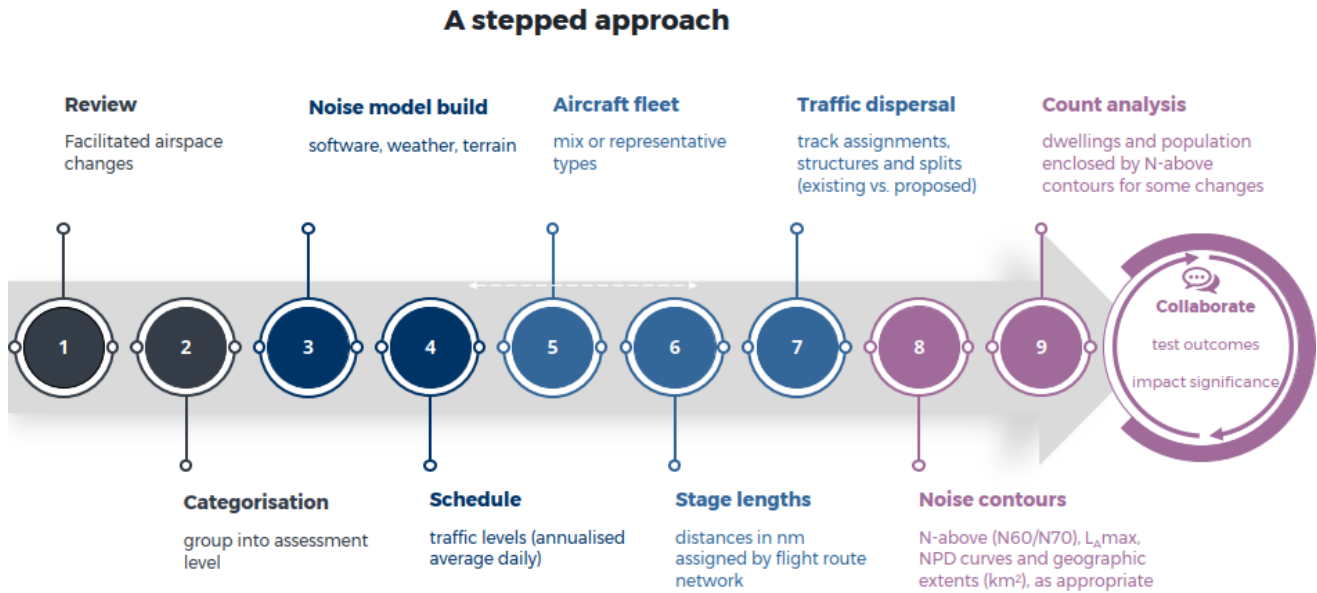 A stepped approach
Review
Facilitated airspace
changes
Noise model build
software, weather, terrain
Aircraft fleet
mix or representative
types
Traffic dispersal
track assignments,
structures and splits
(existing vs. proposed)
Count analysis
dwellings and population
enclosed by N-above
contours for some changes
1
2
3
4
5
6
7
8
9
Collaborate
test outcomes
impact significance
Categorisation
group into assessment
level
Schedule
traffic levels (annualised
average daily)
Stage lengths
distances in nm
assigned by flight route
network
Noise contours
N-above (N60/N70), LAmax,
NPD curves and geographic
extents (km²), as appropriate